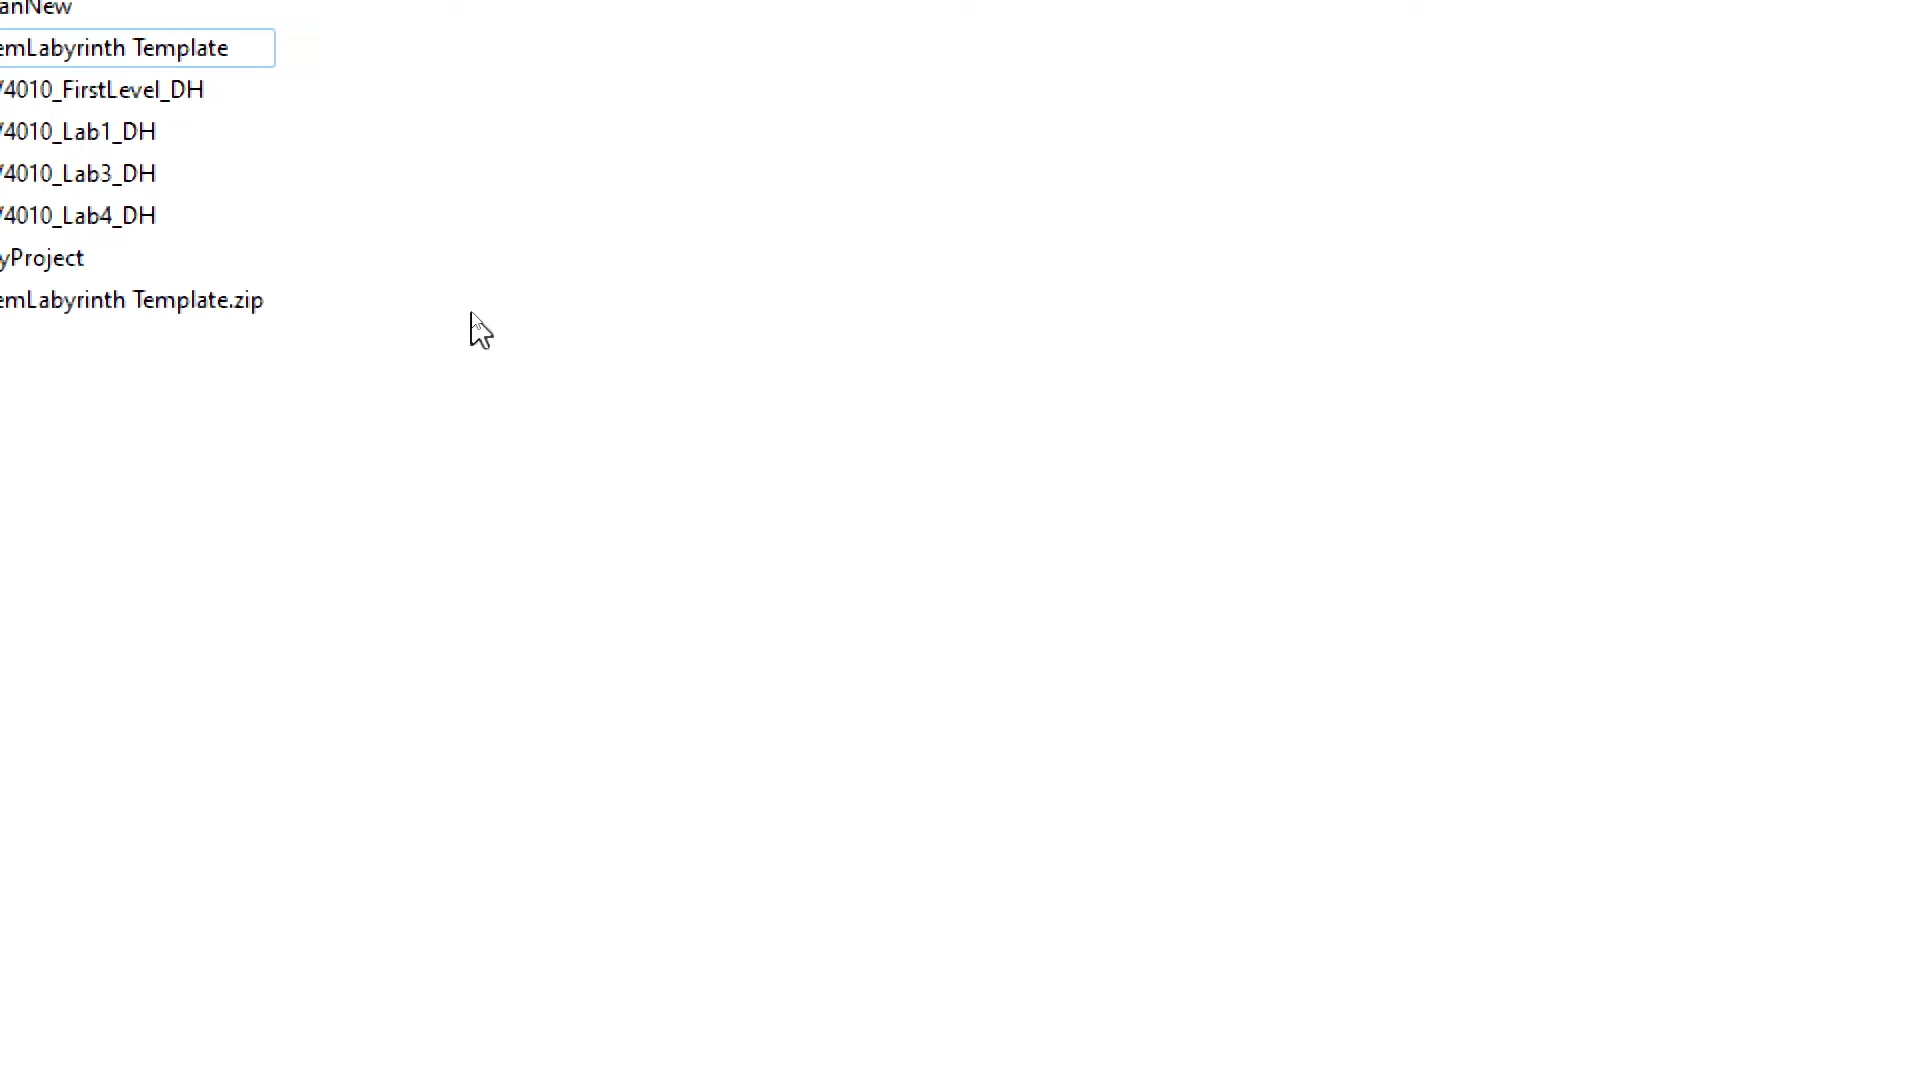 anNew
emLabyrinth Template
4010_FirstLevel_DH
4010_Lab1_DH
4010_Lab3_DH
4010_Lab4_DH
yProject
emLabyrinth Template.zip